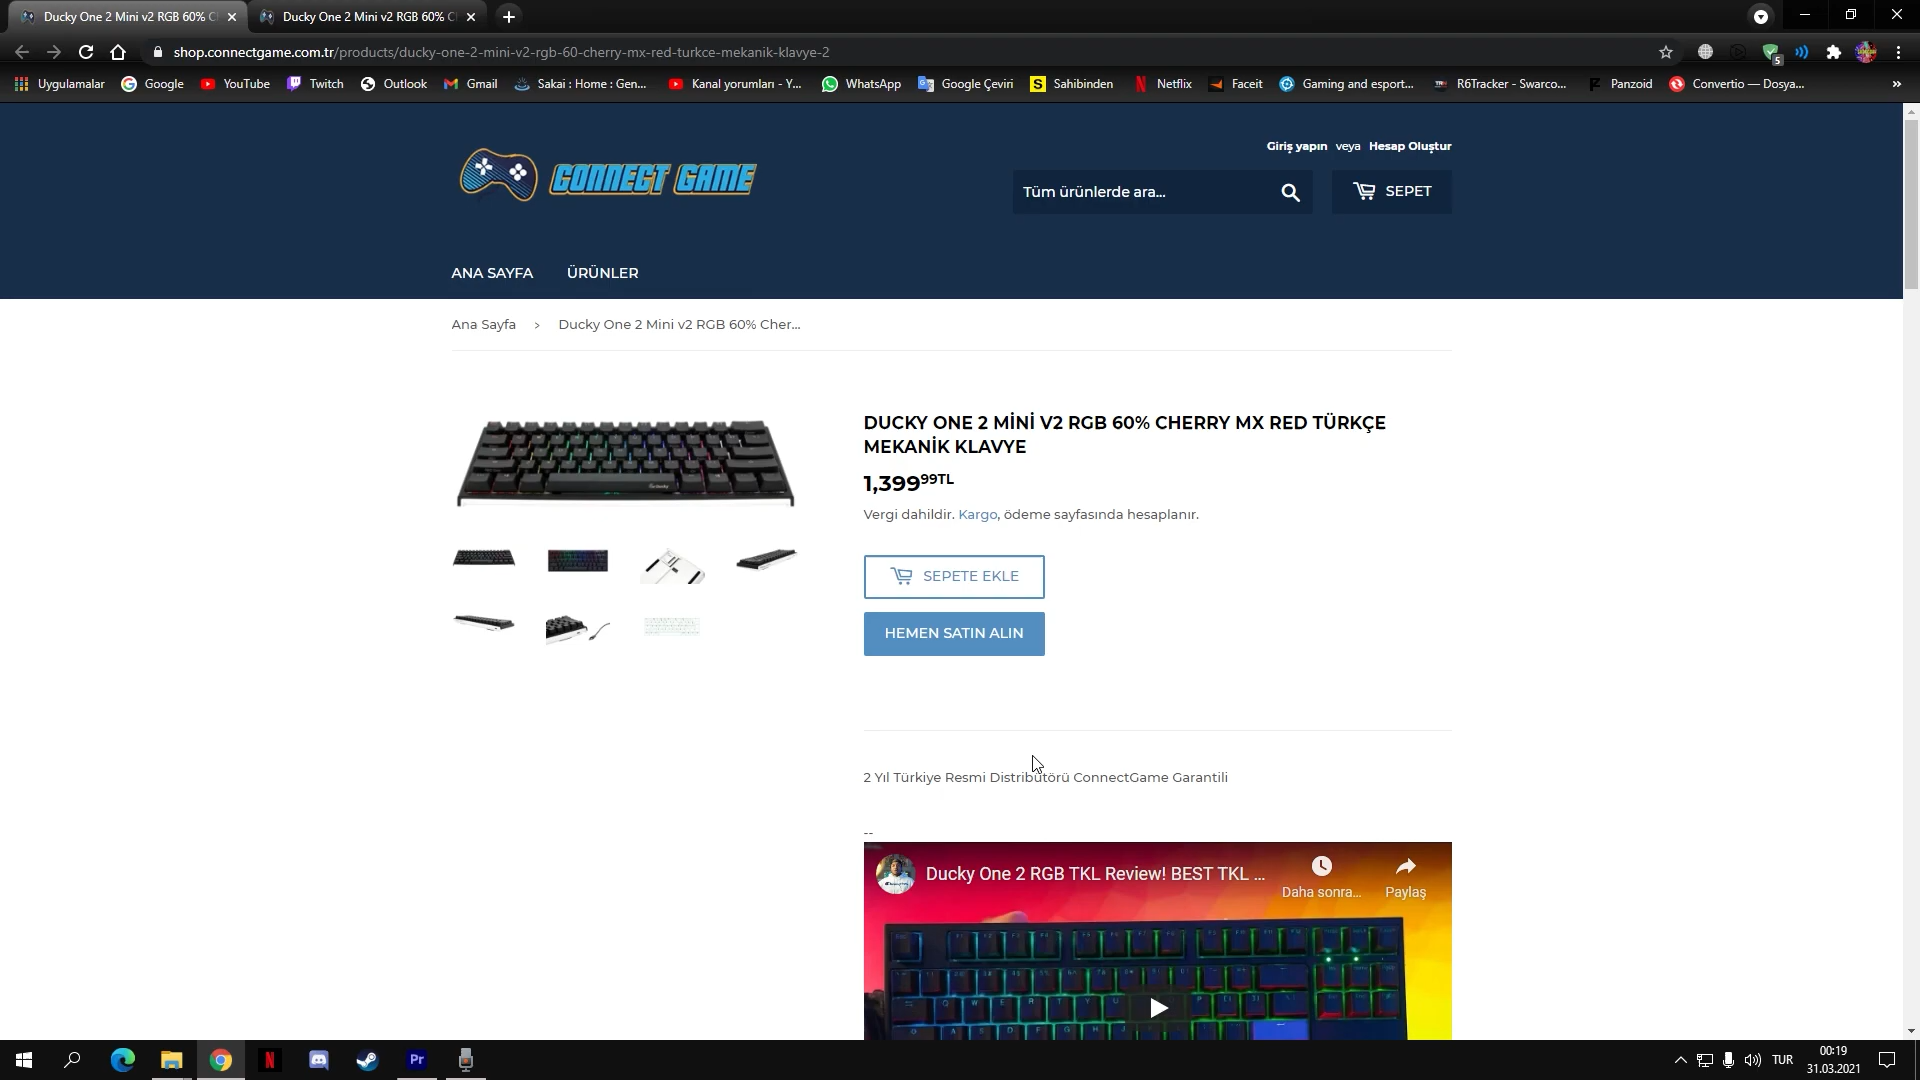 Ducky One 2 Mini v2 RGB 60% C
Ducky One 2 Mini v2 RGB 60% C
shop.connectgame.com.tr/products/ducky-one-2-mini-v2-rgb-60-cherry-mx-red-turkce-mekanik-klavye-2
5
Uygulamalar
Google
YouTube
Twitch
Outlook
Gmail
Sakai : Home : Gen...
Kanal yorumları - Y...
WhatsApp
Google Çeviri
Sahibinden
Netflix
Faceit
Gaming and esport...
R6Tracker - Swarco...
Panzoid
Convertio — Dosya...
»
CONNECT GAME
Giriş yapın veya Hesap Oluştur
Tüm ürünlerde ara...
SEPET
ANA SAYFA
ÜRÜNLER
Ana Sayfa > Ducky One 2 Mini v2 RGB 60% Cher...
DUCKY ONE 2 MİNİ V2 RGB 60% CHERRY MX RED TÜRKÇE
MEKANİK KLAVYE
1,39999TL
Vergi dahildir. Kargo, ödeme sayfasında hesaplanır.
SEPETE EKLE
HEMEN SATIN ALIN
2 Yıl Türkiye Resmi Distribütörü ConnectGame Garantili
--
Ducky One 2 RGB TKL Review! BEST TKL ...
Daha sonra...
Paylaş
Pr
TUR
00:19
31.03.2021